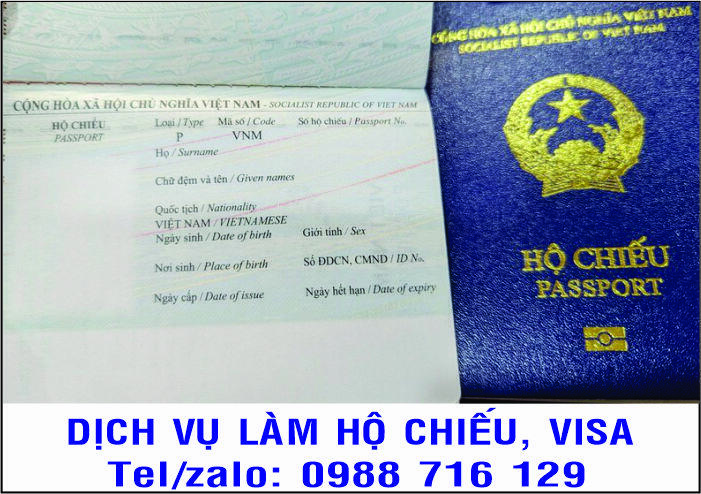 CỘNG HÒA XÃ HỘI CHỦ NGHĨA VIỆT NAM
SOCIALIST REPUBLIC OF VIET NAM
CỘNG HÒA XÃ HỘI CHỦ NGHĨA VIỆT NAM - SOCIALIST REPUBLIC OF VIET NAM
HỘ CHIẾU Loại / Type Mã số / Code Số hộ chiếu / Passport No.
PASSPORT P VNM
Họ / Surname
Chữ đệm và tên / Given names
Quốc tịch / Nationality
VIỆT NAM / VIETNAMESE
Ngày sinh / Date of birth Giới tính / Sex
Nơi sinh / Place of birth Số ĐDCN, CMND / ID No.
Ngày cấp / Date of issue Ngày hết hạn / Date of expiry
HỘ CHIẾU
PASSPORT
DỊCH VỤ LÀM HỘ CHIẾU, VISA
Tel/zalo: 0988 716 129